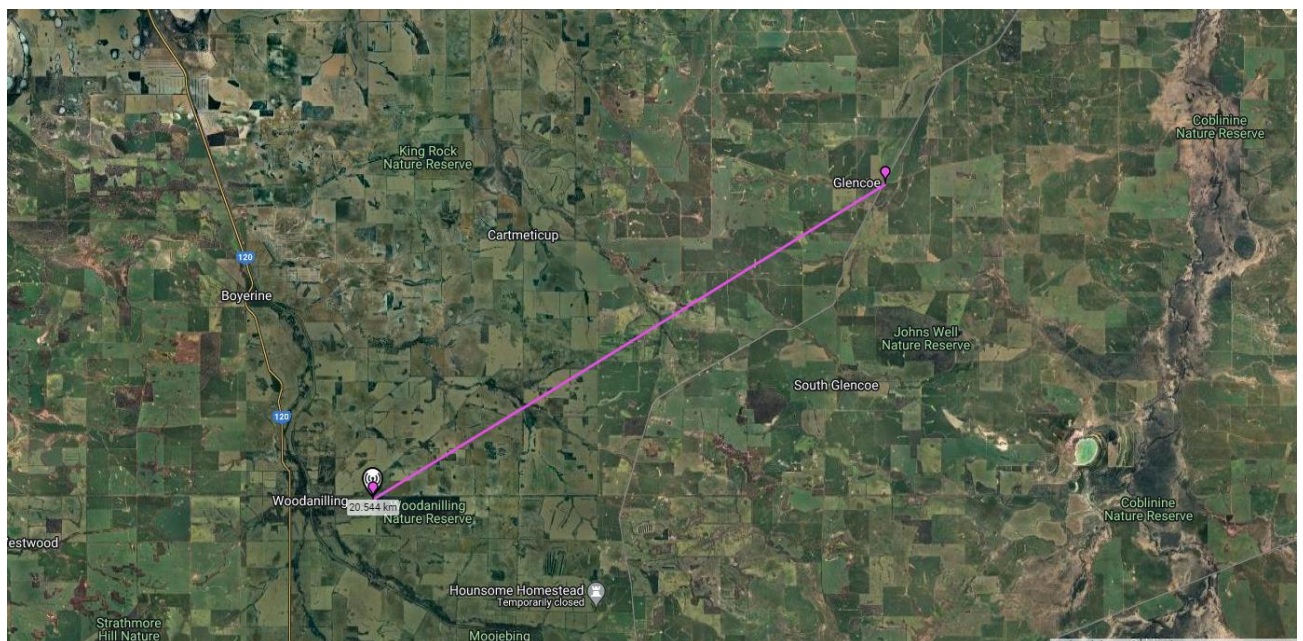 Coblinine
Nature Reserve
King Rock
Nature Reserve
Glencoe
Cartmeticup
120
Boyerine
Johns Well
Nature Reserve
South Glencoe
120
Woodanilling
20.544 km
Woodanilling
Nature Reserve
Coblinine
Nature Reserve
estwood
Hounsome Homestead
Temporarily closed
Strathmore
Hill Nature
Moojebing